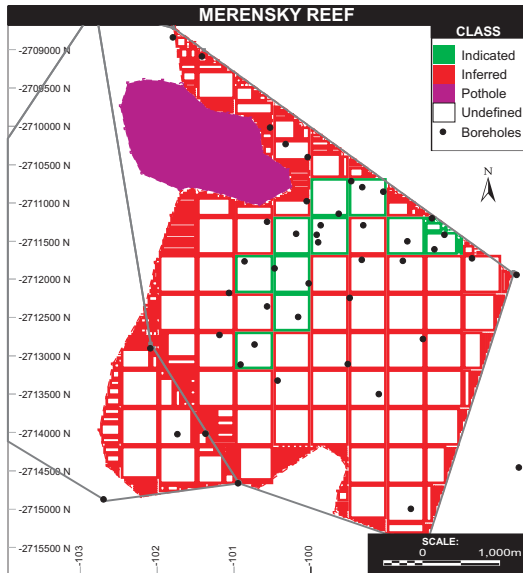 MERENSKY REEF
CLASS
Indicated
Inferred
Pothole
Undefined
Boreholes
N
-2709000 N
-2709500 N
-2710000 N
-2710500 N
-2711000 N
-2711500 N
-2712000 N
-2712500 N
-2713000 N
-2713500 N
-2714000 N
-2714500 N
-2715000 N
-2715500 N
-103
-102
-101
-100
SCALE:
0 1,000m